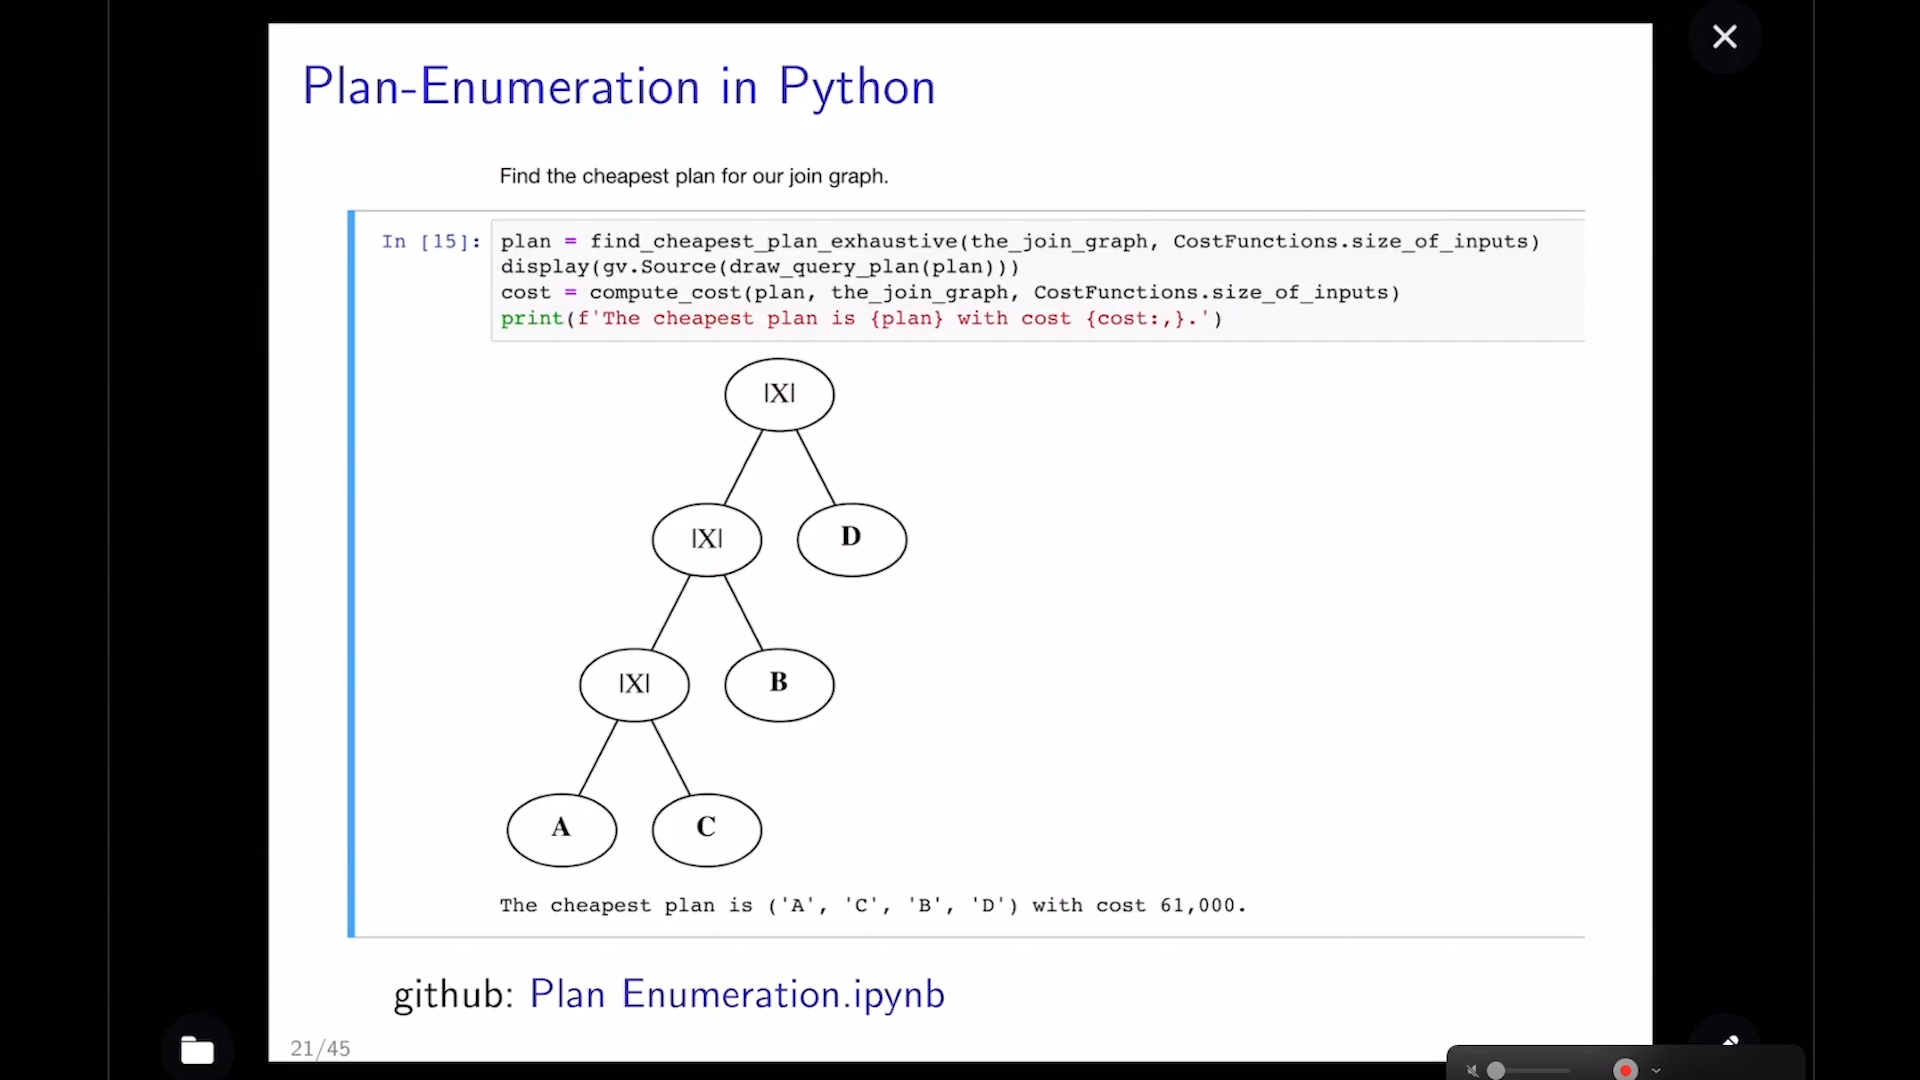 Plan-Enumeration in Python
Find the cheapest plan for our join graph.
In [15]: plan = find_cheapest_plan_exhaustive(the_join_graph, CostFunctions.size_of_inputs)
display(gv.Source(draw_query_plan(plan)))
cost = compute_cost(plan, the_join_graph, CostFunctions.size_of_inputs)
print(f'The cheapest plan is {plan} with cost {cost:,}.')
|X|
|X| D
|X| B
A C
The cheapest plan is ('A', 'C', 'B', 'D') with cost 61,000.
github: Plan Enumeration.ipynb
21/45